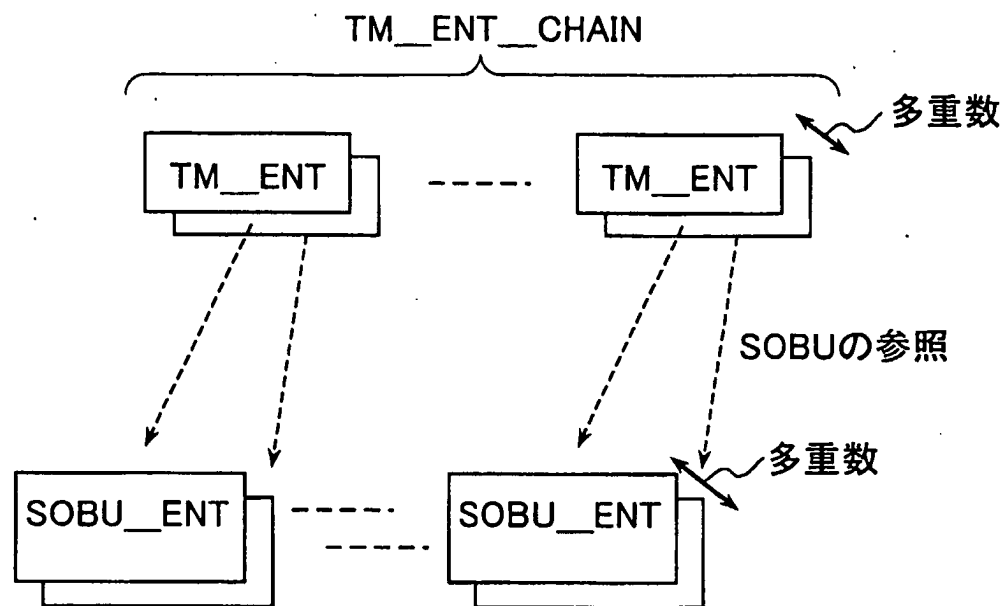 TM__ENT__CHAIN
多重数
TM__ENT
TM__ENT
SOBUの参照
多重数
SOBU__ENT
SOBU__ENT